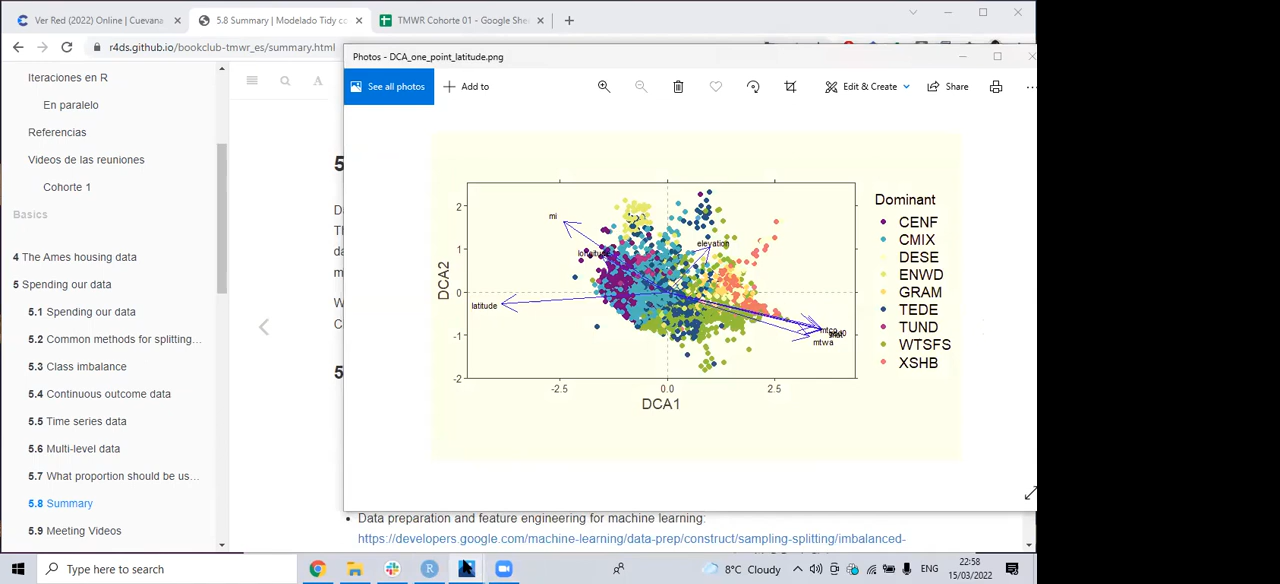 Ver Red (2022) Online | Cuevana
5.8 Summary | Modelado Tidy co
TMWR Cohorte 01 - Google She
r4ds.github.io/bookclub-tmwr_es/summary.html
Iteraciones en R
En paralelo
Referencias
Videos de las reuniones
Cohorte 1
Basics
4 The Ames housing data
5 Spending our data
5.1 Spending our data
5.2 Common methods for splitting...
5.3 Class imbalance
5.4 Continuous outcome data
5.5 Time series data
5.6 Multi-level data
5.7 What proportion should be us...
5.8 Summary
5.9 Meeting Videos
Photos - DCA_one_point_latitude.png
See all photos
Add to
Edit & Create
Share
DCA2
2
1
0
-1
-2
mi
longitude
elevation
latitude
mtco
mtwa
-2.5
0.0
2.5
DCA1
Dominant
CENF
CMIX
DESE
ENWD
GRAM
TEDE
TUND
WTSFS
XSHB
Data preparation and feature engineering for machine learning:
https://developers.google.com/machine-learning/data-prep/construct/sampling-splitting/imbalanced-
Type here to search
8°C Cloudy
ENG
22:58
15/03/2022